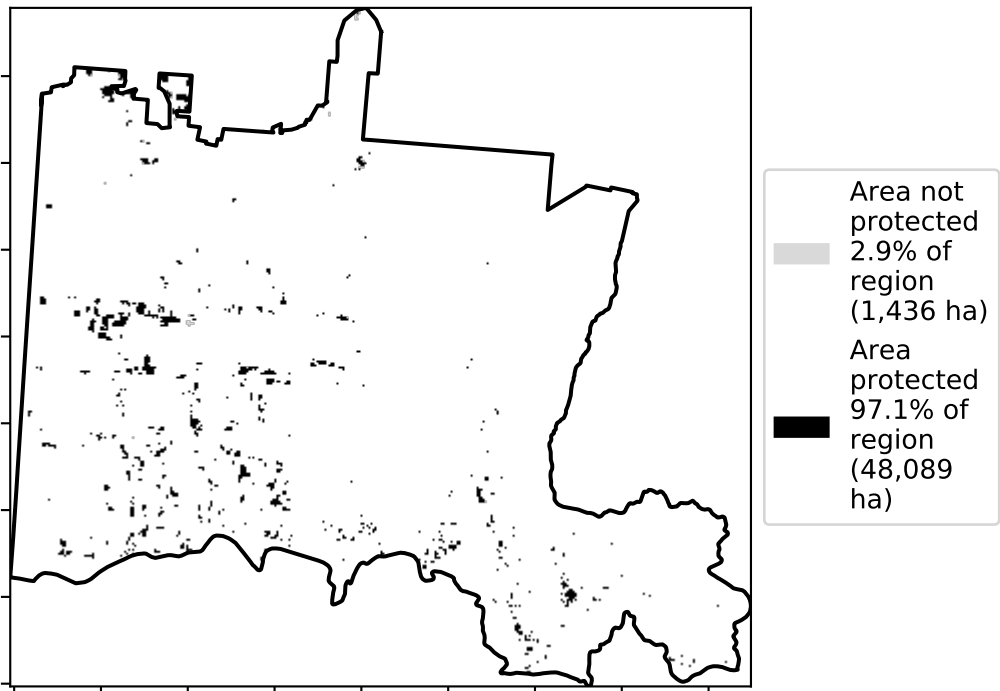 Area not
protected
2.9% of
region
(1,436 ha)
Area
protected
97.1% of
region
(48,089
ha)